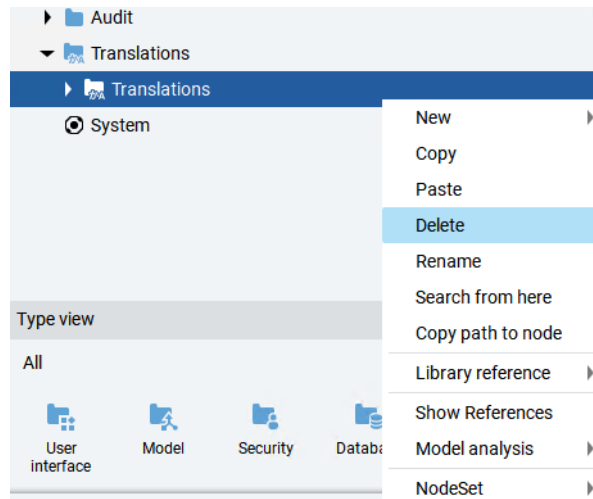 Audit
Translations
Translations
System
New
Copy
Paste
Delete
Rename
Search from here
Copy path to node
Library reference
Show References
Model analysis
NodeSet
Type view
All
User
interface
Model
Security
Databa